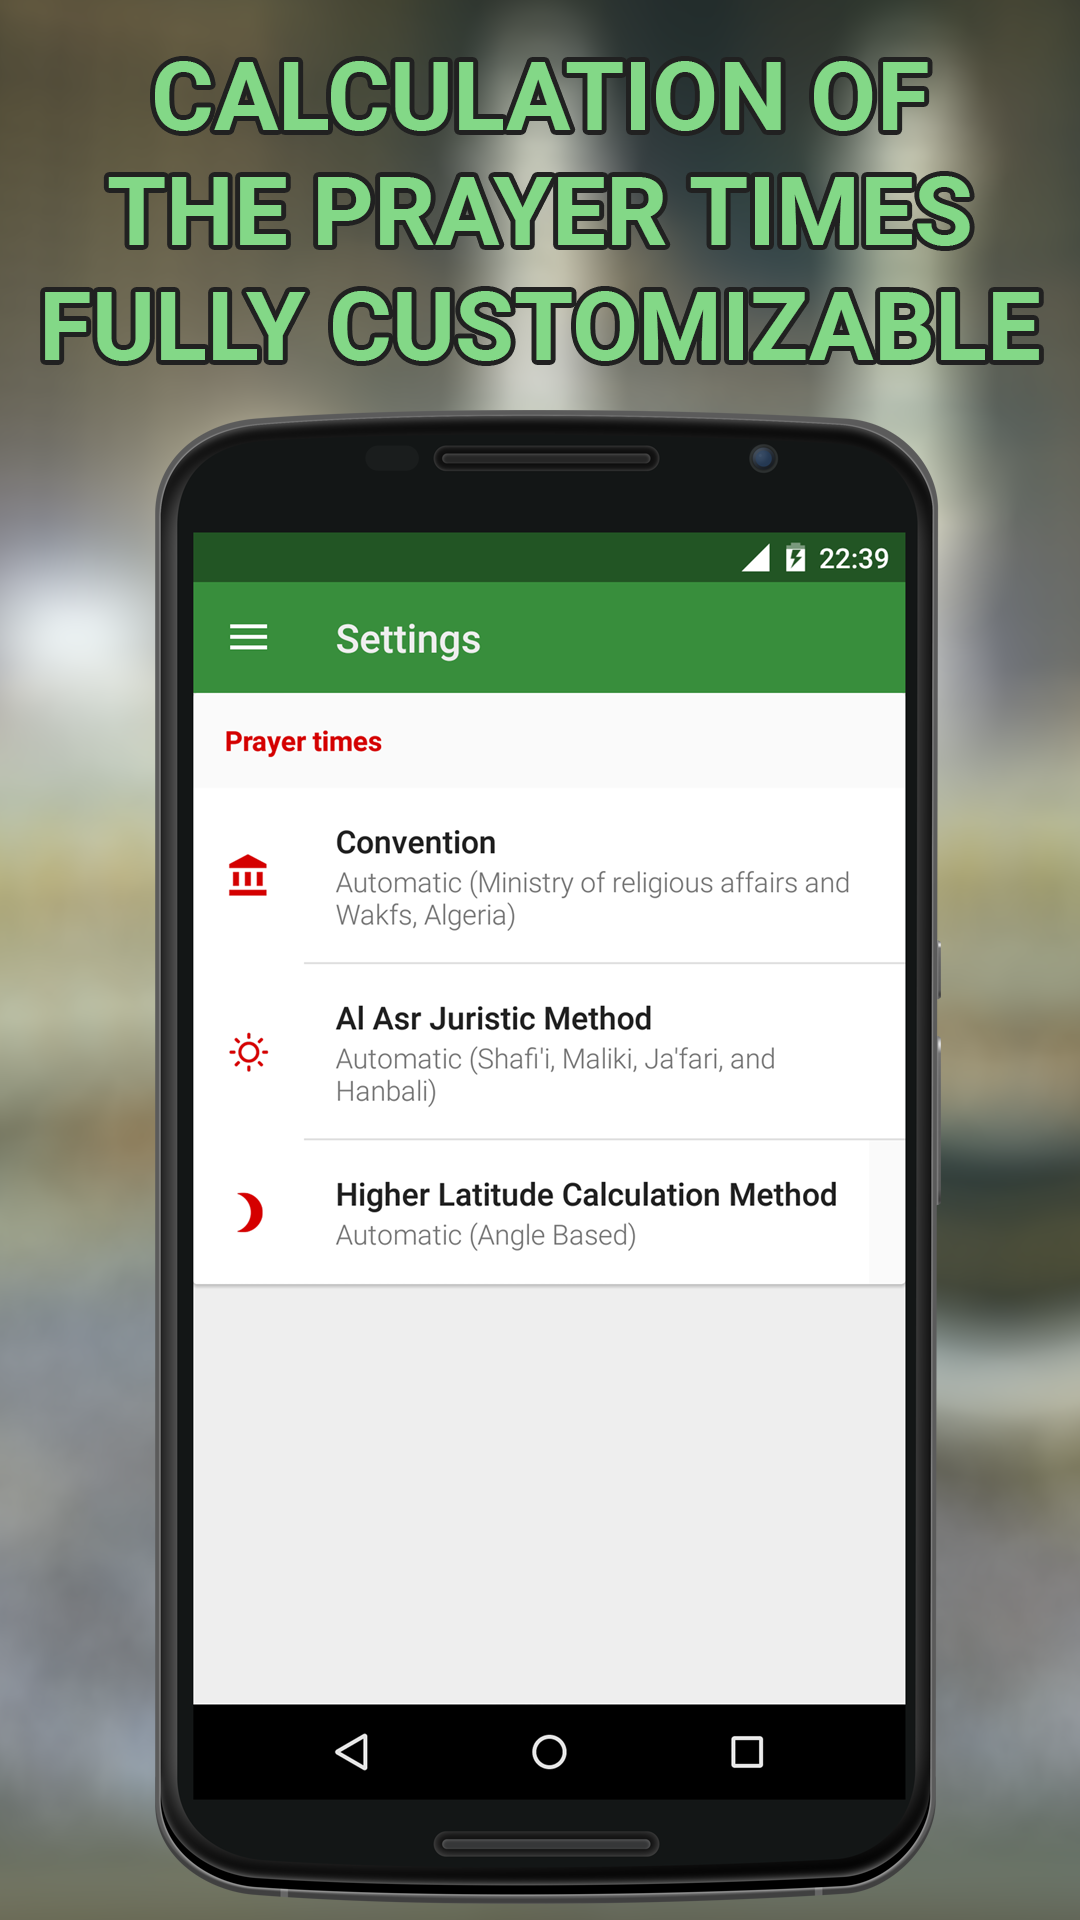 CALCULATION OF
THE PRAYER TIMES
FULLY CUSTOMIZABLE
22:39
Settings
Prayer times
Convention
Automatic (Ministry of religious affairs and
Wakfs, Algeria)
Al Asr Juristic Method
Automatic (Shafi'i, Maliki, Ja'fari, and
Hanbali)
Higher Latitude Calculation Method
Automatic (Angle Based)